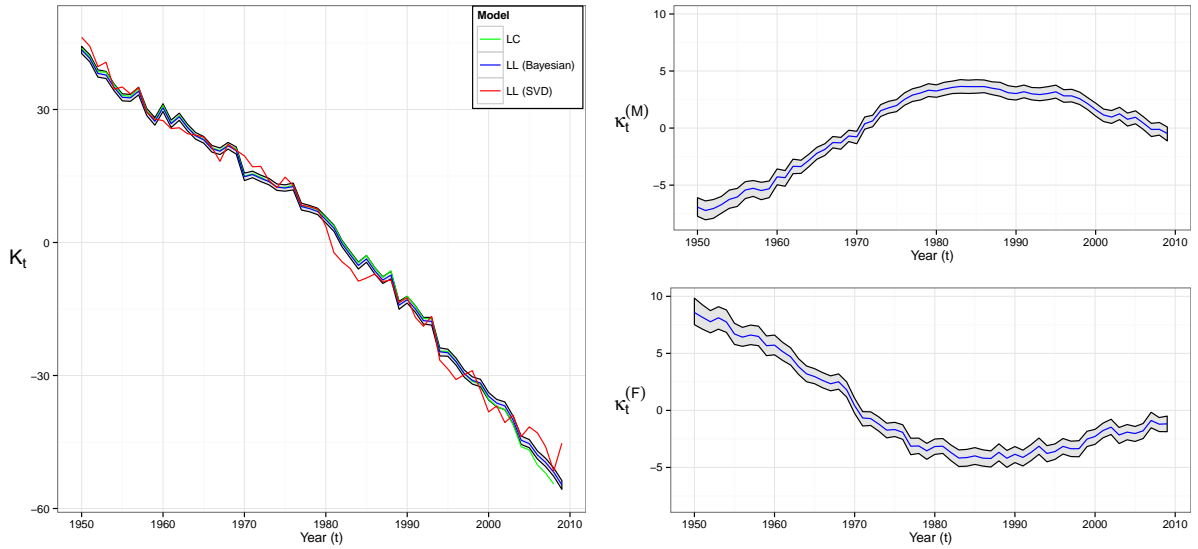 Model
LC
LL (Bayesian)
LL (SVD)
30
0
−30
−60
K_t
1950 1960 1970 1980 1990 2000 2010
Year (t)
10
5
0
−5
κ_t^(M)
1950 1960 1970 1980 1990 2000 2010
Year (t)
10
5
0
−5
κ_t^(F)
1950 1960 1970 1980 1990 2000 2010
Year (t)